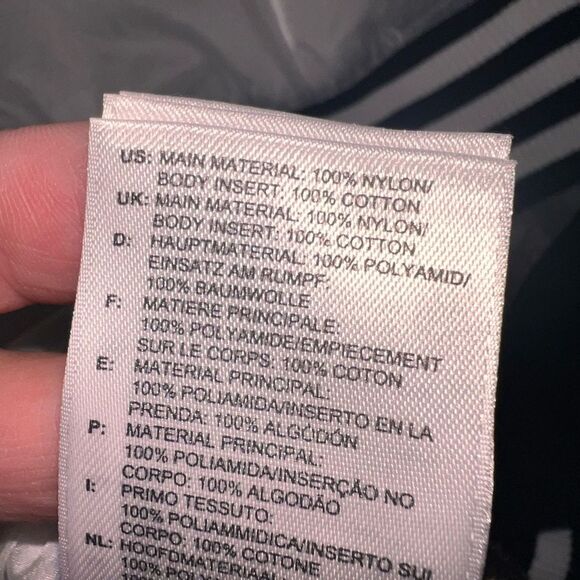 US: MAIN MATERIAL: 100% NYLON/
BODY INSERT: 100% COTTON
UK: MAIN MATERIAL: 100% NYLON/
BODY INSERT: 100% COTTON
D: HAUPTMATERIAL: 100% POLYAMID/
EINSATZ AM RUMPF:
100% BAUMWOLLE
F: MATIERE PRINCIPALE:
100% POLYAMIDE/EMPIECEMENT
SUR LE CORPS: 100% COTON
E: MATERIAL PRINCIPAL:
100% POLIAMIDA/INSERTO EN LA
PRENDA: 100% ALGODÓN
P: MATERIAL PRINCIPAL:
100% POLIAMIDA/INSERÇÃO NO
CORPO: 100% ALGODÃO
I: PRIMO TESSUTO:
100% POLIAMMIDICA/INSERTO SUL
CORPO: 100% COTONE
NL: HOOFDMATERIAAL: